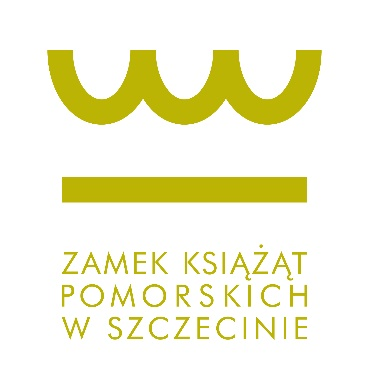 ZAMEK KSIĄŻĄT
POMORSKICH
W SZCZECINIE